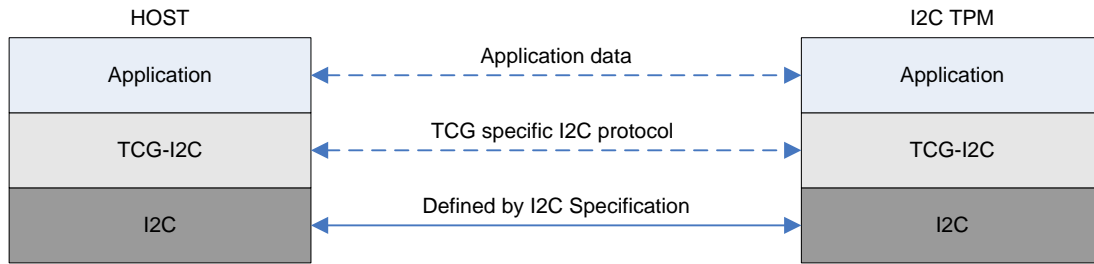 HOST
I2C TPM
Application
Application data
Application
TCG-I2C
TCG specific I2C protocol
TCG-I2C
I2C
Defined by I2C Specification
I2C